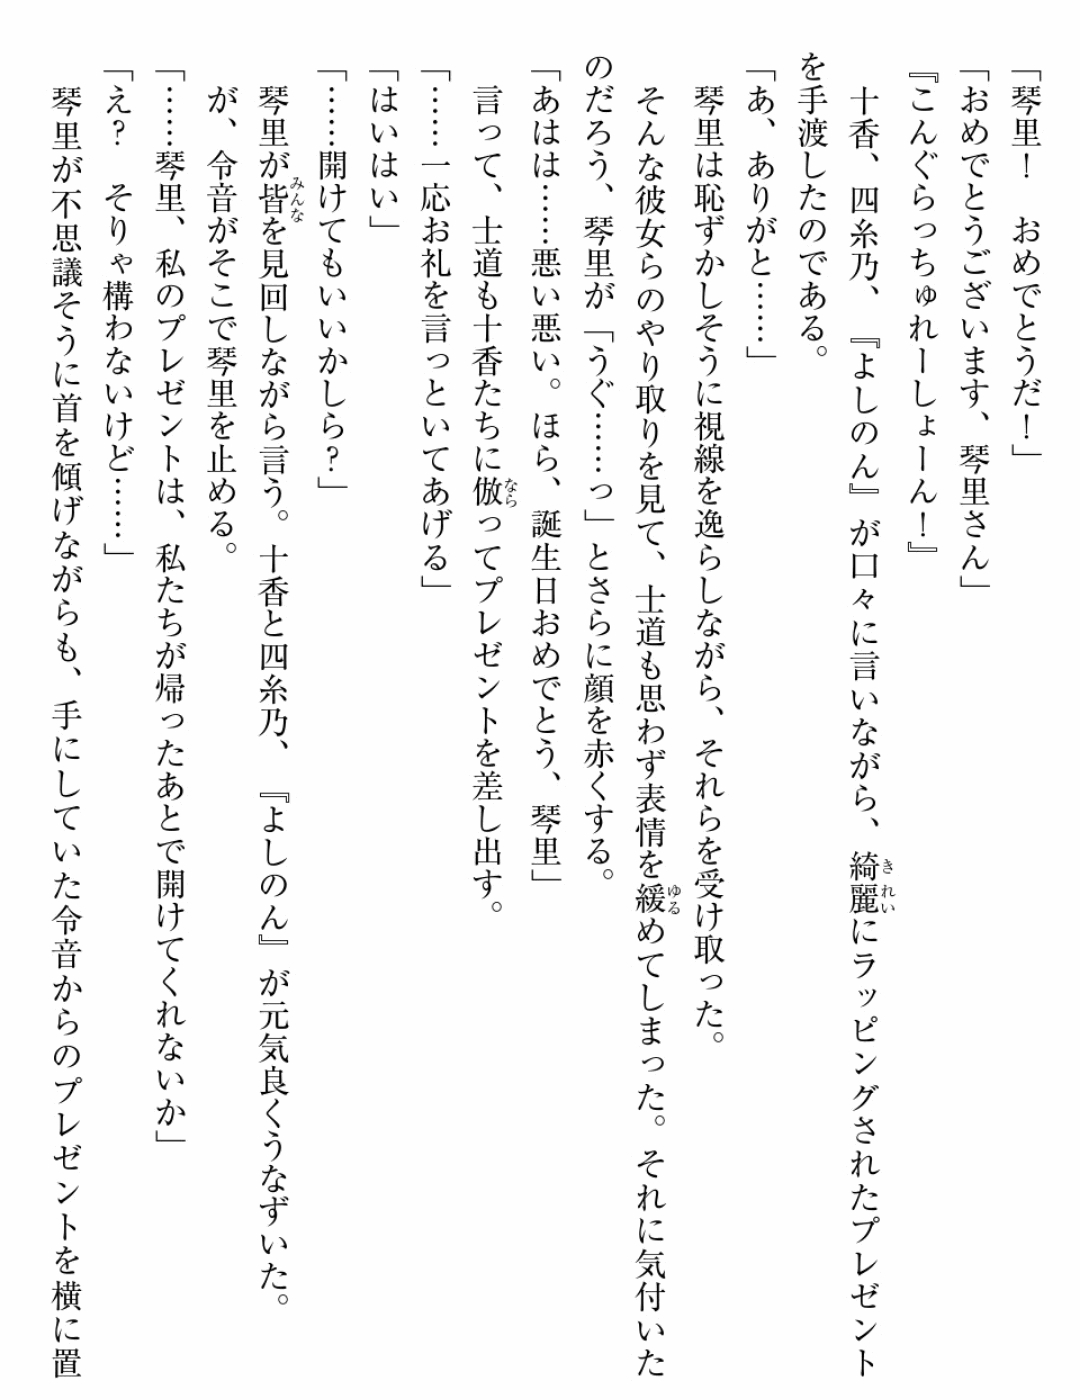 「琴里！　おめでとうだ！」
「おめでとうございます、琴里さん」
『こんぐらっちゅれーしょーん！』
　十香、四糸乃、『よしのん』が口々に言いながら、綺麗にラッピングされたプレゼント
を手渡したのである。
「あ、ありがと……」
　琴里は恥ずかしそうに視線を逸らしながら、それらを受け取った。
　そんな彼女らのやり取りを見て、士道も思わず表情を緩めてしまった。それに気付いた
のだろう、琴里が「うぐ……っ」とさらに顔を赤くする。
「あはは……悪い悪い。ほら、誕生日おめでとう、琴里」
　言って、士道も十香たちに倣ってプレゼントを差し出す。
「……一応お礼を言っといてあげる」
「はいはい」
「……開けてもいいかしら？」
　琴里が皆を見回しながら言う。十香と四糸乃、『よしのん』が元気良くうなずいた。
　が、令音がそこで琴里を止める。
「……琴里、私のプレゼントは、私たちが帰ったあとで開けてくれないか」
「え？　そりゃ構わないけど……」
　琴里が不思議そうに首を傾げながらも、手にしていた令音からのプレゼントを横に置